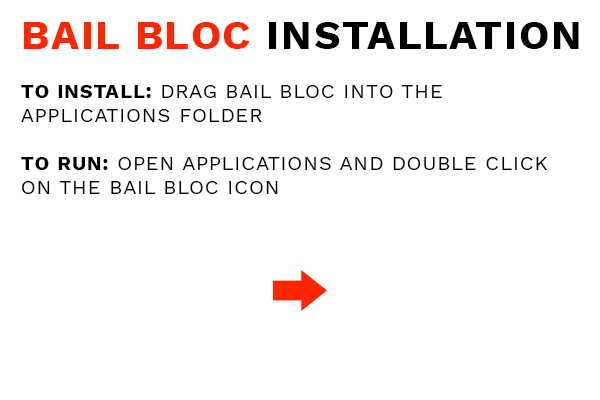 BAIL BLOC INSTALLATION
TO INSTALL: DRAG BAIL BLOC INTO THE
APPLICATIONS FOLDER
TO RUN: OPEN APPLICATIONS AND DOUBLE CLICK
ON THE BAIL BLOC ICON